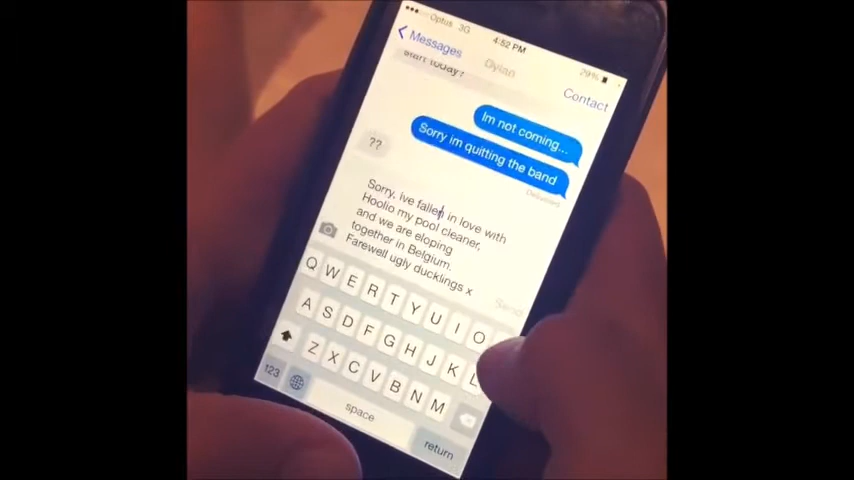 Optus 3G
4:52 PM
29%
Messages
Dylan
Contact
start today?
Im not coming...
Sorry im quitting the band
Delivered
??
Sorry, ive fallen in love with
Hoolio my pool cleaner,
and we are eloping
together in Belgium.
Farewell ugly ducklings x
Send
Q W E R T Y U I O
A S D F G H J K L
Z X C V B N M
123
space
return